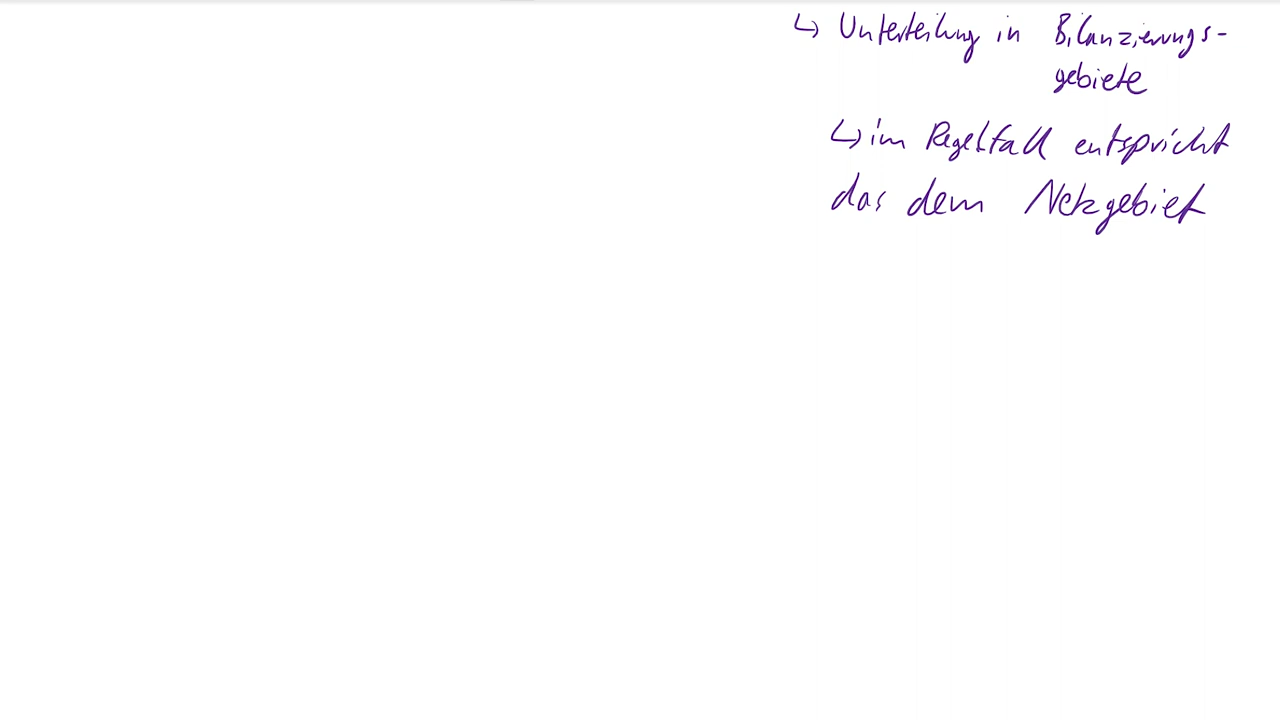 ↳ Unterteilung in Bilanzierungs-
gebiete
↳ im Regelfall entspricht
das dem Netzgebiet